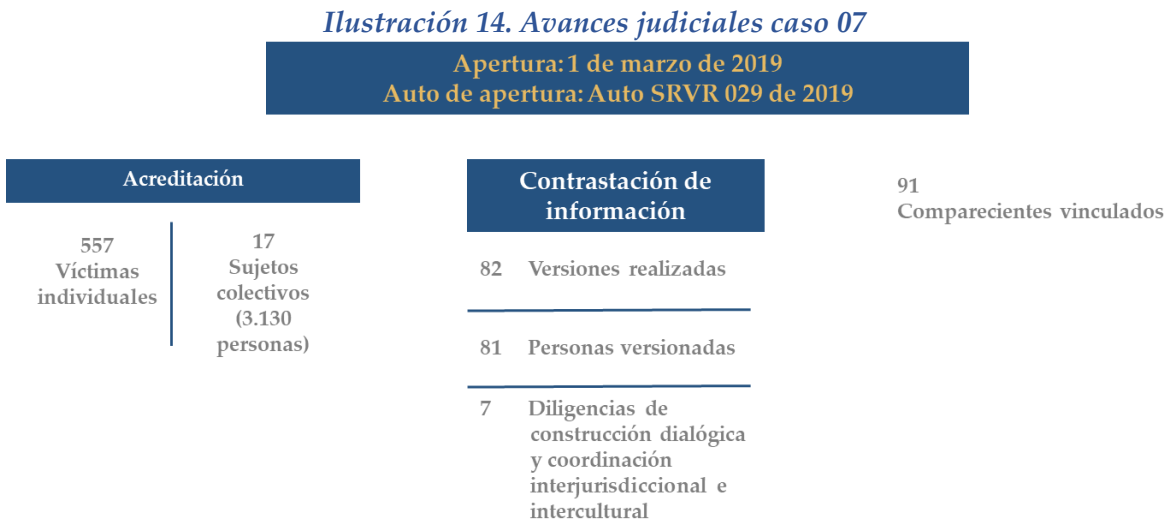 Ilustración 14. Avances judiciales caso 07
Apertura: 1 de marzo de 2019
Auto de apertura: Auto SRVR 029 de 2019
Acreditación
557
Víctimas
individuales
17
Sujetos
colectivos
(3.130
personas)
Contrastación de
información
82 Versiones realizadas
81 Personas versionadas
7 Diligencias de
construcción dialógica
y coordinación
interjurisdiccional e
intercultural
91
Comparecientes vinculados